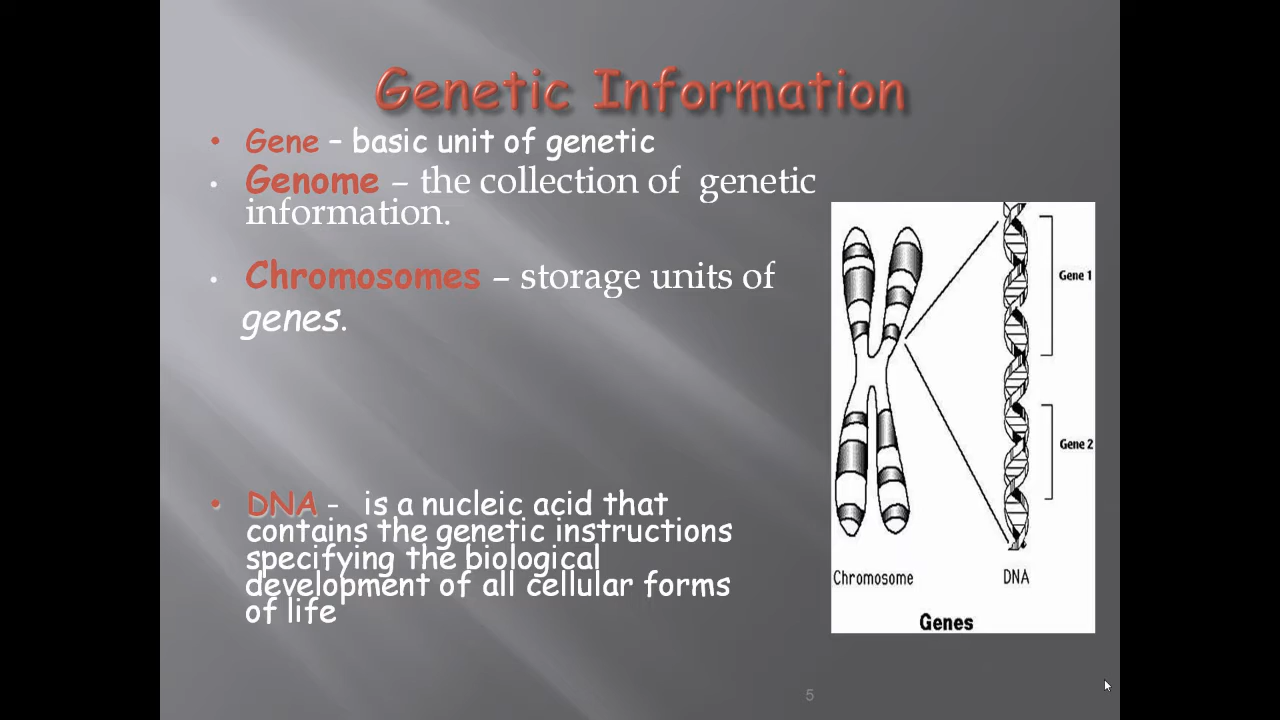 Genetic Information
• Gene – basic unit of genetic
• Genome – the collection of genetic
information.
• Chromosomes – storage units of
genes.
• DNA - is a nucleic acid that
contains the genetic instructions
specifying the biological
development of all cellular forms
of life
Gene 1
Gene 2
Chromosome
DNA
Genes
5